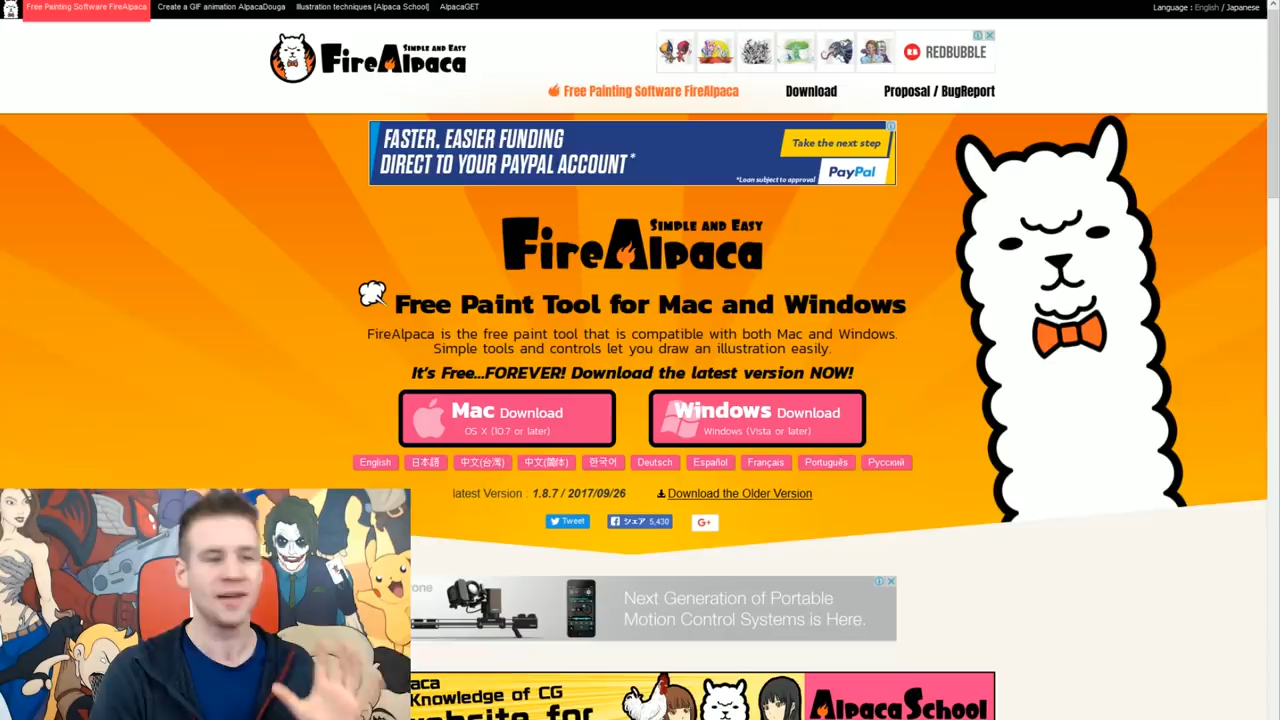 Free Painting Software FireAlpaca
Create a GIF animation AlpacaDouga
Illustration techniques [Alpaca School]
AlpacaGET
Language : English / Japanese
SIMPLE AND EASY
FireAlpaca
REDBUBBLE
Free Painting Software FireAlpaca
Download
Proposal / BugReport
FASTER, EASIER FUNDING
DIRECT TO YOUR PAYPAL ACCOUNT*
Take the next step
*Loan subject to approval
PayPal
SIMPLE AND EASY
FireAlpaca
Free Paint Tool for Mac and Windows
FireAlpaca is the free paint tool that is compatible with both Mac and Windows.
Simple tools and controls let you draw an illustration easily.
It's Free...FOREVER! Download the latest version NOW!
Mac Download
OS X (10.7 or later)
Windows Download
Windows (Vista or later)
English
日本語
中文(台灣)
中文(簡体)
한국어
Deutsch
Español
Français
Português
Русский
latest Version : 1.8.7 / 2017/09/26
Download the Older Version
Tweet
シェア 5,430
G+
Next Generation of Portable
Motion Control Systems is Here.
Knowledge of CG
website for
AlpacaSchool